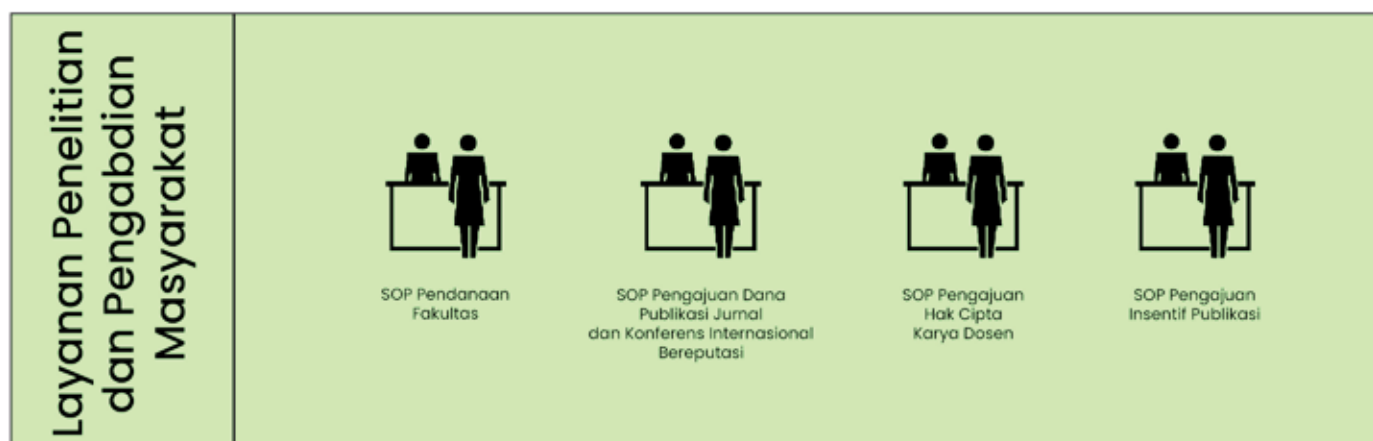 Layanan Penelitian
dan Pengabdian
Masyarakat
SOP Pendanaan
Fakultas
SOP Pengajuan Dana
Publikasi Jurnal
dan Konferens Internasional
Bereputasi
SOP Pengajuan
Hak Cipta
Karya Dosen
SOP Pengajuan
Insentif Publikasi